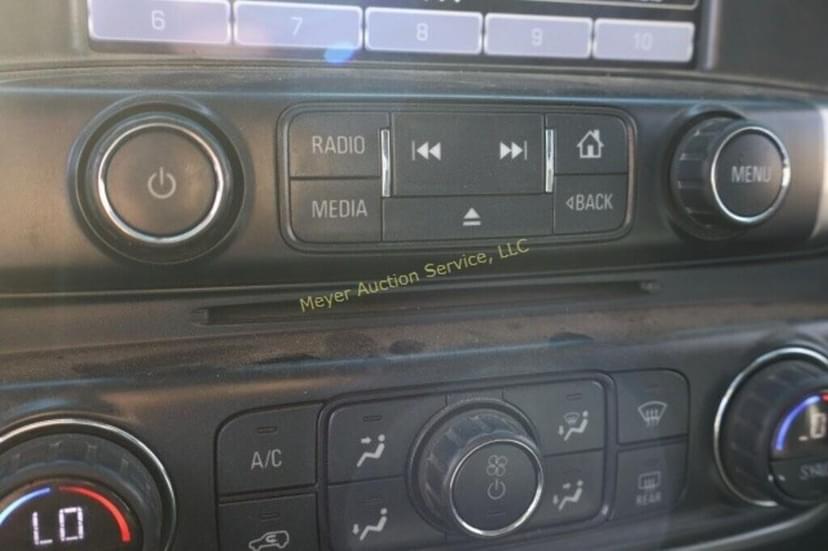 6 7 8 9 10
RADIO
MENU
MEDIA
BACK
Meyer Auction Service, LLC
A/C
REAR
LO